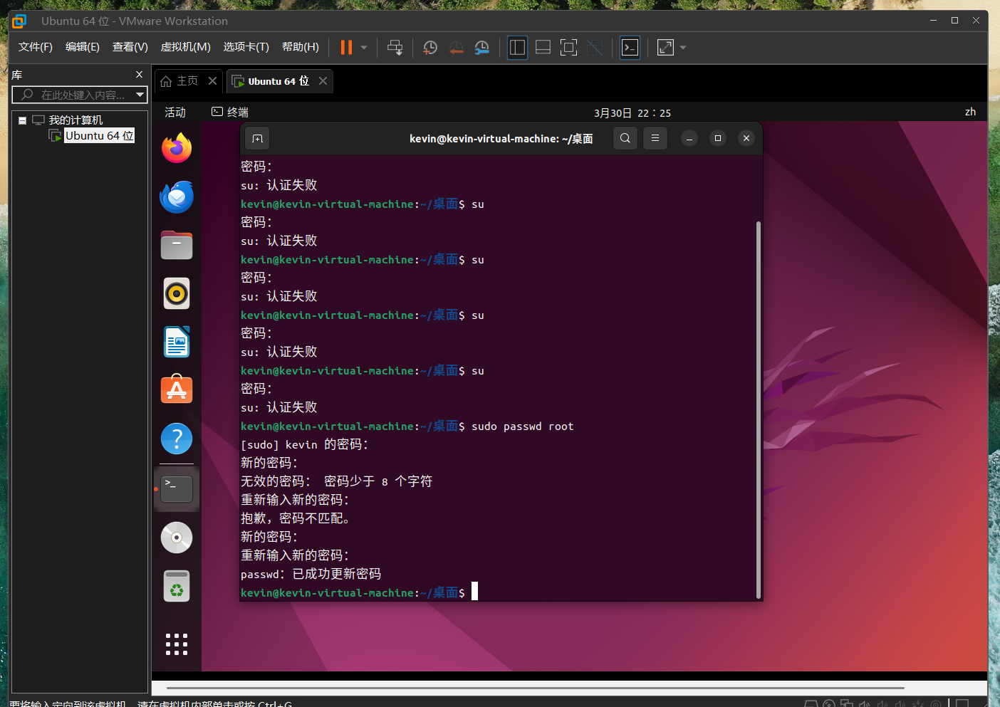 Ubuntu 64 位 - VMware Workstation
文件(F) 编辑(E) 查看(V) 虚拟机(M) 选项卡(T) 帮助(H)
库
在此处键入内容...
我的计算机
Ubuntu 64 位
主页
Ubuntu 64 位
活动
终端
3月30日 22：25
zh
kevin@kevin-virtual-machine: ~/桌面
密码：
su: 认证失败
kevin@kevin-virtual-machine:~/桌面$ su
密码：
su: 认证失败
kevin@kevin-virtual-machine:~/桌面$ su
密码：
su: 认证失败
kevin@kevin-virtual-machine:~/桌面$ su
密码：
su: 认证失败
kevin@kevin-virtual-machine:~/桌面$ su
密码：
su: 认证失败
kevin@kevin-virtual-machine:~/桌面$ sudo passwd root
[sudo] kevin 的密码：
新的密码：
无效的密码： 密码少于 8 个字符
重新输入新的密码：
抱歉，密码不匹配。
新的密码：
重新输入新的密码：
passwd：已成功更新密码
kevin@kevin-virtual-machine:~/桌面$
要将输入定向到该虚拟机，请在虚拟机内部单击或按 Ctrl+G。